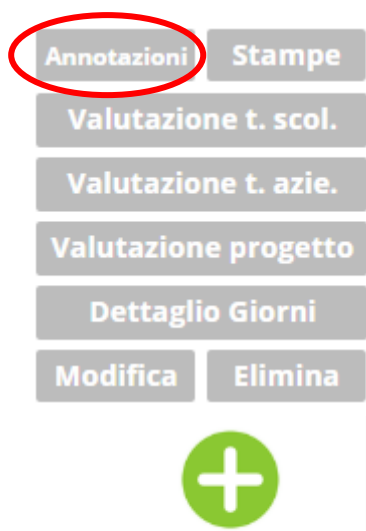 Annotazioni Stampe
Valutazione t. scol.
Valutazione t. azie.
Valutazione progetto
Dettaglio Giorni
Modifica Elimina